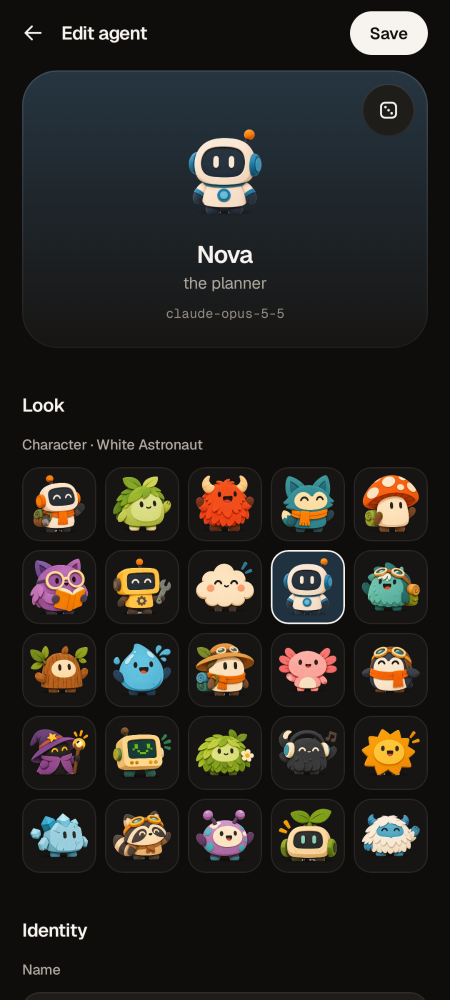 Edit agent
Save
Nova
the planner
claude-opus-5-5
Look
Character · White Astronaut
Identity
Name